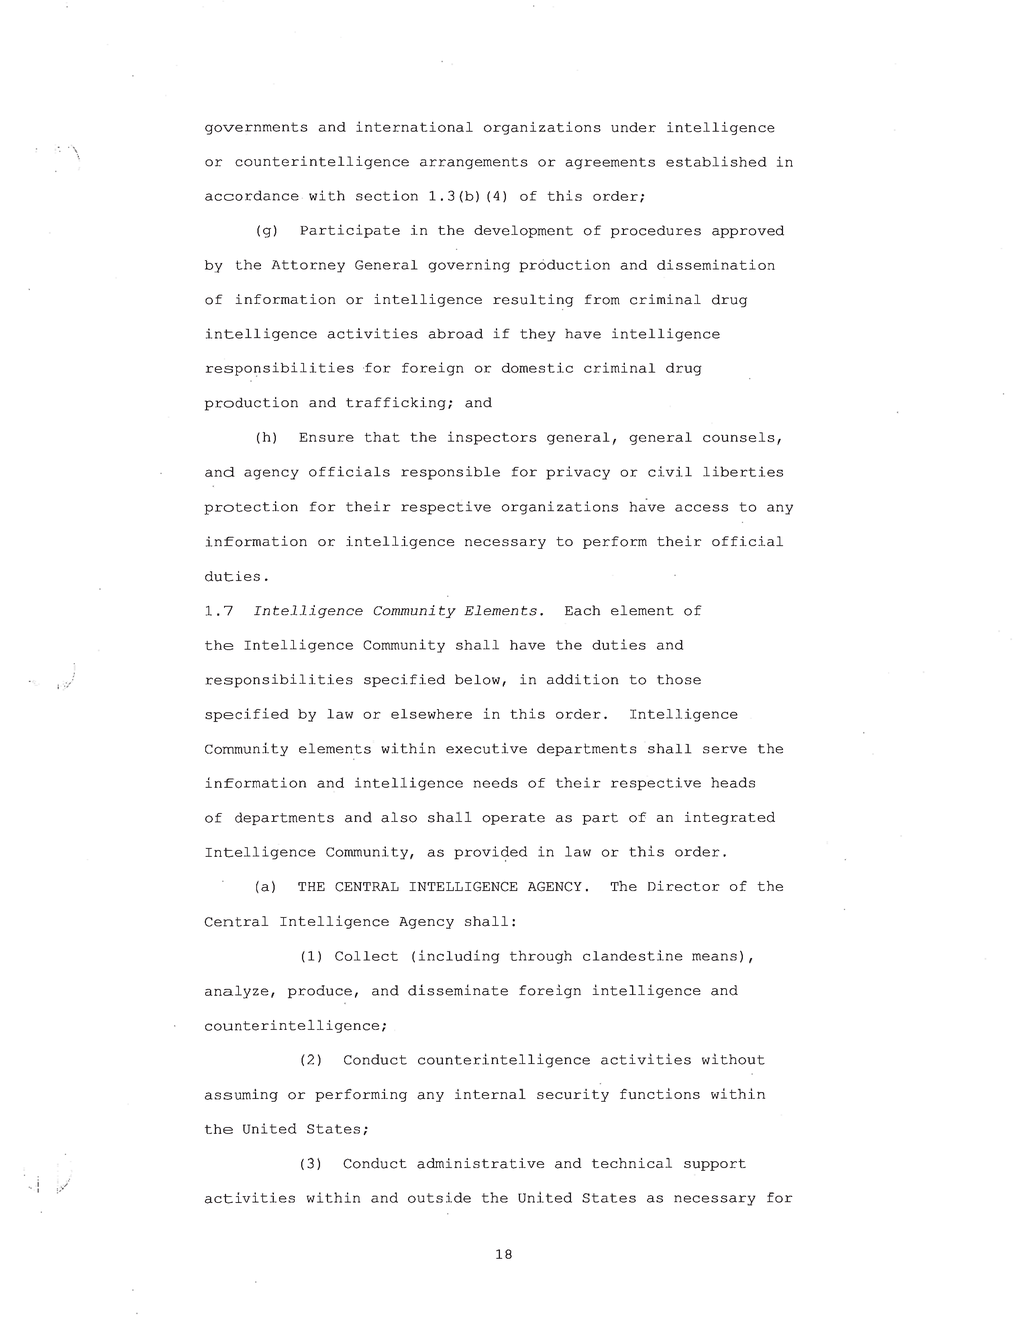 governments and international organizations under intelligence
or counterintelligence arrangements or agreements established in
accordance with section 1.3(b)(4) of this order;
(g) Participate in the development of procedures approved
by the Attorney General governing production and dissemination
of information or intelligence resulting from criminal drug
intelligence activities abroad if they have intelligence
responsibilities for foreign or domestic criminal drug
production and trafficking; and
(h) Ensure that the inspectors general, general counsels,
and agency officials responsible for privacy or civil liberties
protection for their respective organizations have access to any
information or intelligence necessary to perform their official
duties.
1.7 Intelligence Community Elements. Each element of
the Intelligence Community shall have the duties and
responsibilities specified below, in addition to those
specified by law or elsewhere in this order. Intelligence
Community elements within executive departments shall serve the
information and intelligence needs of their respective heads
of departments and also shall operate as part of an integrated
Intelligence Community, as provided in law or this order.
(a) THE CENTRAL INTELLIGENCE AGENCY. The Director of the
Central Intelligence Agency shall:
(1) Collect (including through clandestine means),
analyze, produce, and disseminate foreign intelligence and
counterintelligence;
(2) Conduct counterintelligence activities without
assuming or performing any internal security functions within
the United States;
(3) Conduct administrative and technical support
activities within and outside the United States as necessary for
18